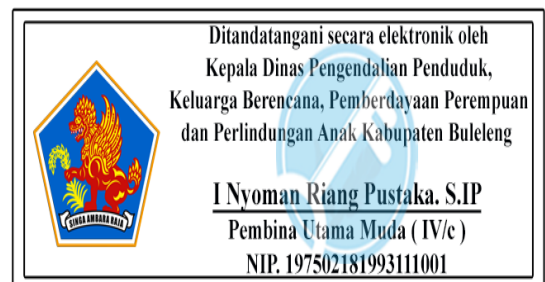 Ditandatangani secara elektronik oleh
Kepala Dinas Pengendalian Penduduk,
Keluarga Berencana, Pemberdayaan Perempuan
dan Perlindungan Anak Kabupaten Buleleng
SINGA AMBARA RAJA
I Nyoman Riang Pustaka. S.IP
Pembina Utama Muda ( IV/c )
NIP. 197502181993111001